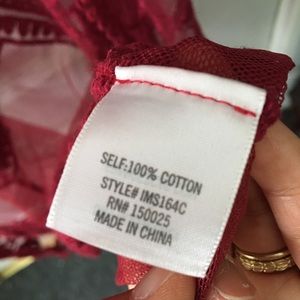 SELF:100% COTTON
STYLE# IMS164C
RN# 150025
MADE IN CHINA